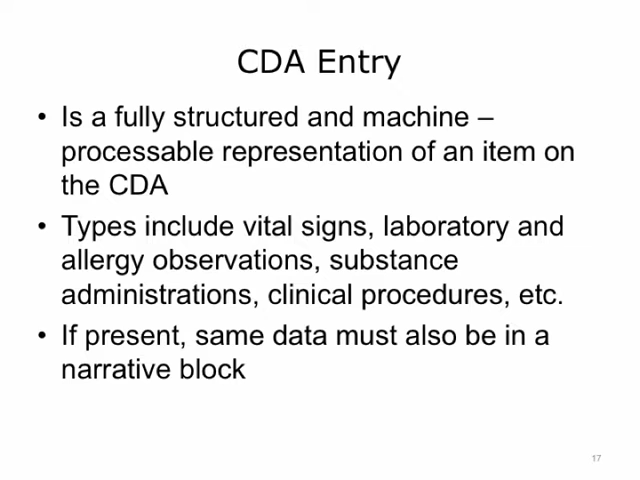 CDA Entry
• Is a fully structured and machine –
processable representation of an item on
the CDA
• Types include vital signs, laboratory and
allergy observations, substance
administrations, clinical procedures, etc.
• If present, same data must also be in a
narrative block
17